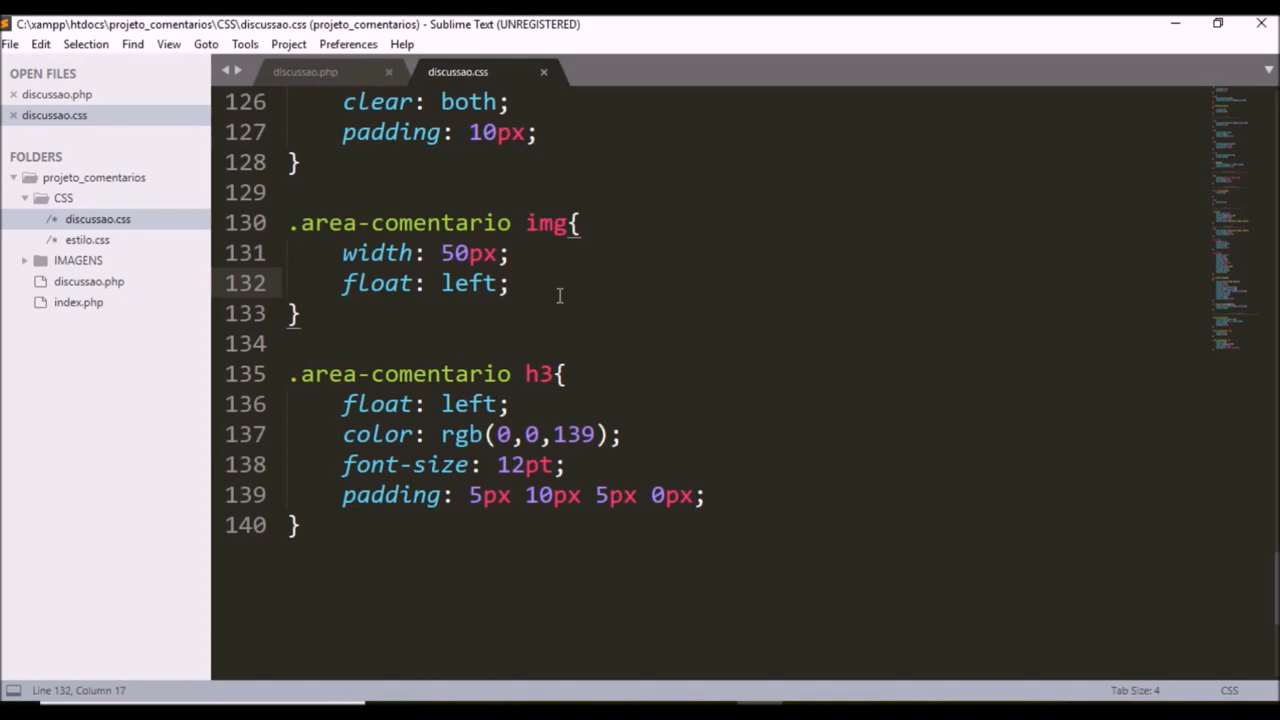 C:\xampp\htdocs\projeto_comentarios\CSS\discussao.css (projeto_comentarios) - Sublime Text (UNREGISTERED)
File Edit Selection Find View Goto Tools Project Preferences Help
OPEN FILES
discussao.php
discussao.css
FOLDERS
projeto_comentarios
CSS
/* discussao.css
/* estilo.css
IMAGENS
discussao.php
index.php
discussao.php discussao.css
126 clear: both;
127 padding: 10px;
128 }
129
130 .area-comentario img{
131 width: 50px;
132 float: left;
133 }
134
135 .area-comentario h3{
136 float: left;
137 color: rgb(0,0,139);
138 font-size: 12pt;
139 padding: 5px 10px 5px 0px;
140 }
Line 132, Column 17 Tab Size: 4 CSS